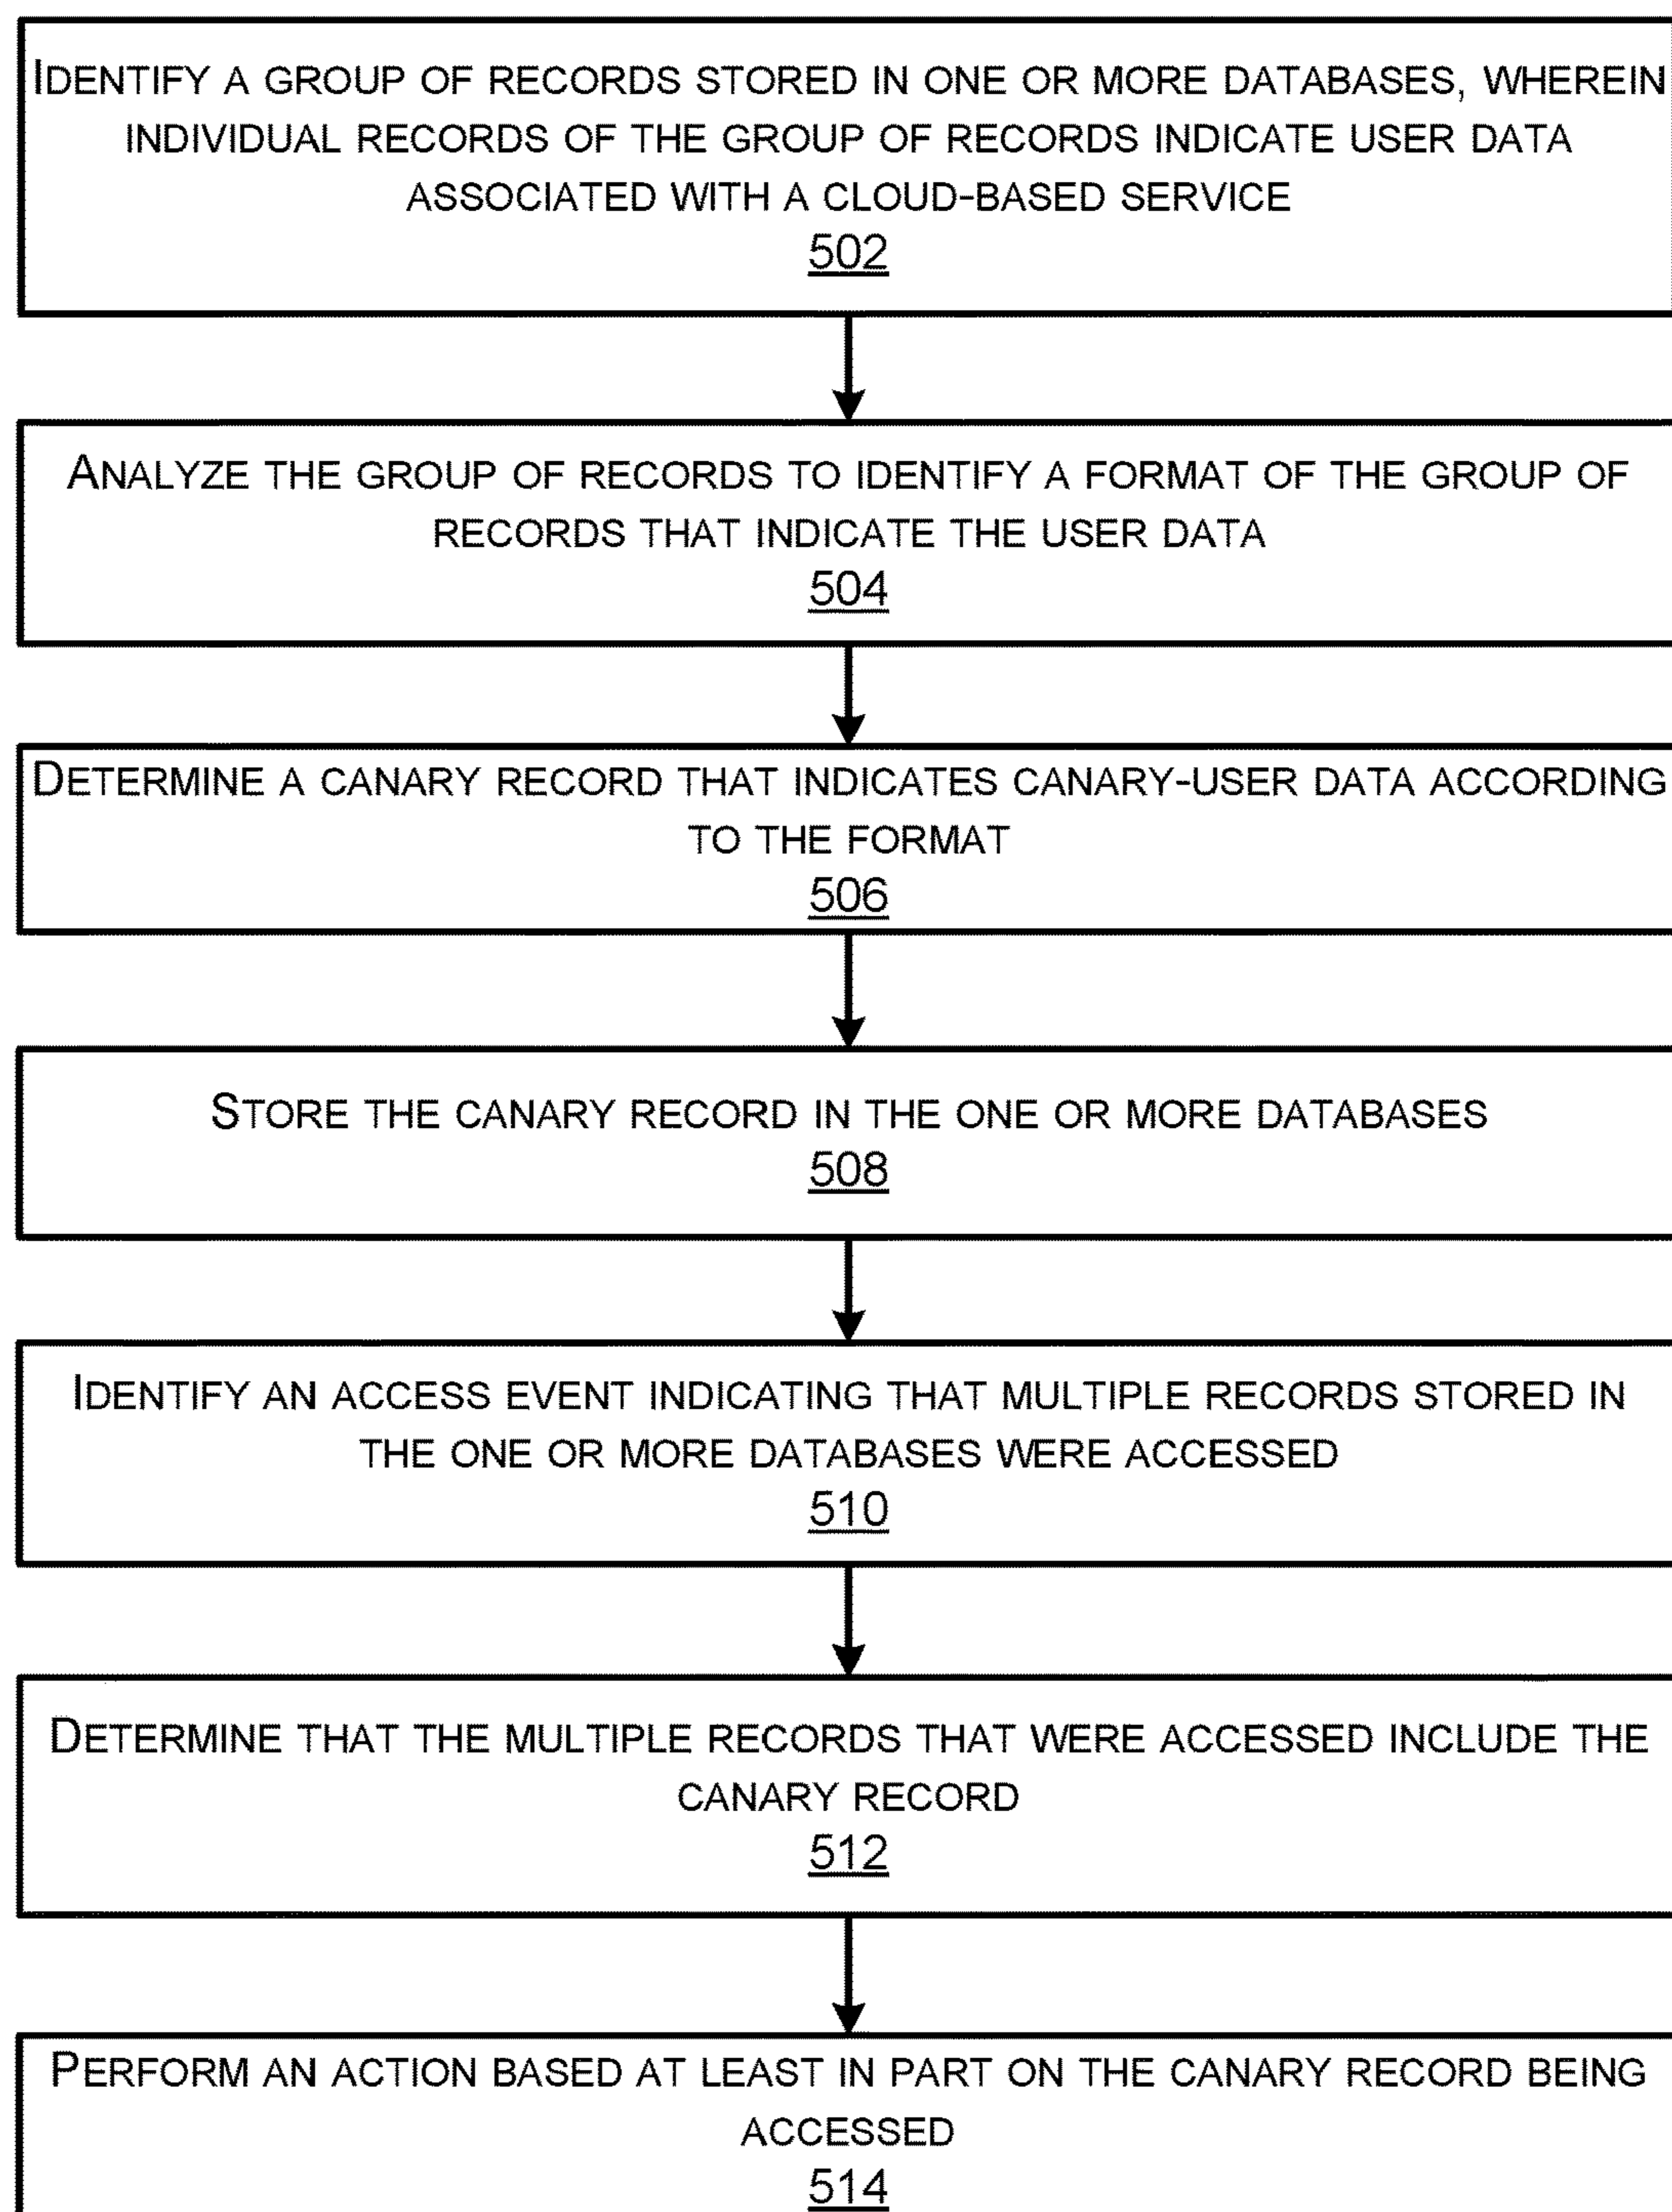 IDENTIFY A GROUP OF RECORDS STORED IN ONE OR MORE DATABASES, WHEREIN
INDIVIDUAL RECORDS OF THE GROUP OF RECORDS INDICATE USER DATA
ASSOCIATED WITH A CLOUD-BASED SERVICE
502
ANALYZE THE GROUP OF RECORDS TO IDENTIFY A FORMAT OF THE GROUP OF
RECORDS THAT INDICATE THE USER DATA
504
DETERMINE A CANARY RECORD THAT INDICATES CANARY-USER DATA ACCORDING
TO THE FORMAT
506
STORE THE CANARY RECORD IN THE ONE OR MORE DATABASES
508
IDENTIFY AN ACCESS EVENT INDICATING THAT MULTIPLE RECORDS STORED IN
THE ONE OR MORE DATABASES WERE ACCESSED
510
DETERMINE THAT THE MULTIPLE RECORDS THAT WERE ACCESSED INCLUDE THE
CANARY RECORD
512
PERFORM AN ACTION BASED AT LEAST IN PART ON THE CANARY RECORD BEING
ACCESSED
514